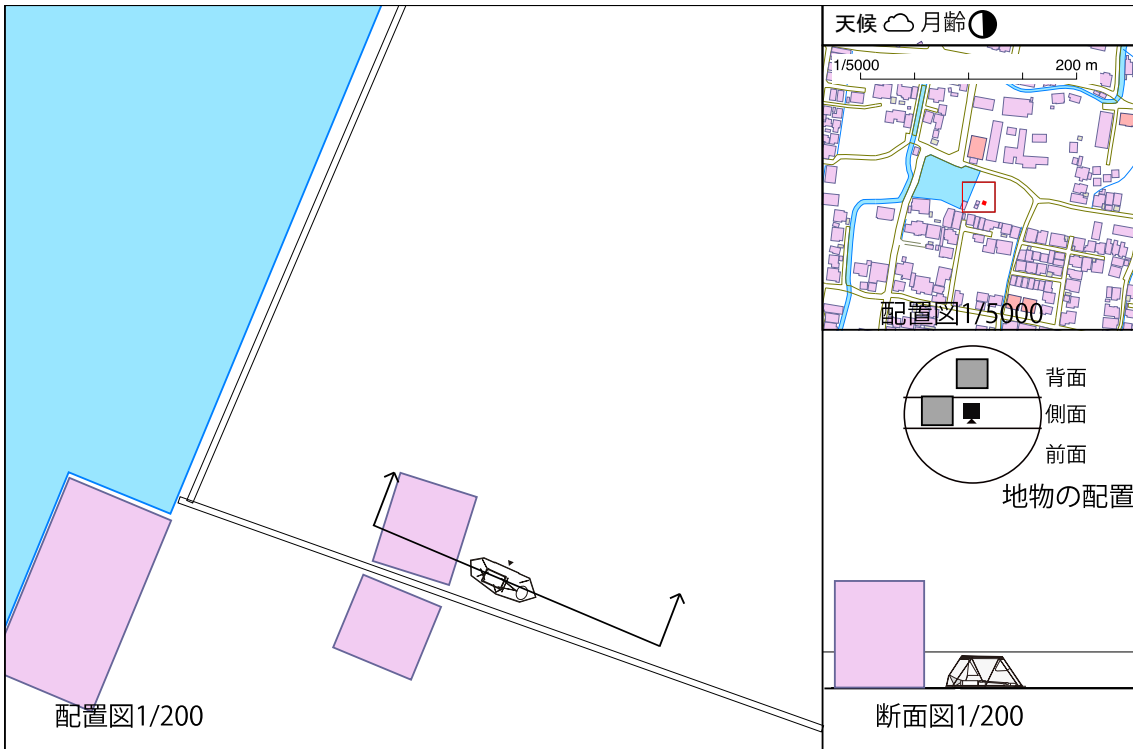 天候 月齢
1/5000 200 m
配置図1/5000
背面
側面
前面
地物の配置
配置図1/200
断面図1/200